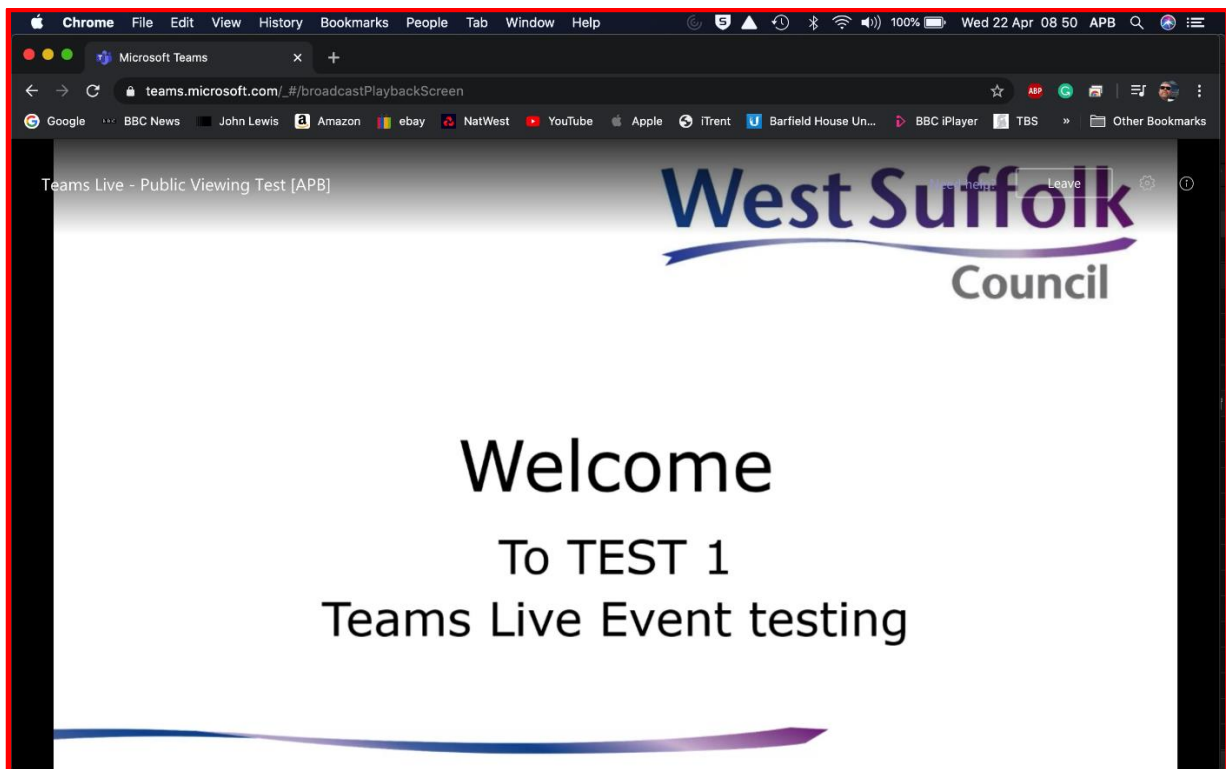 Chrome File Edit View History Bookmarks People Tab Window Help 100% Wed 22 Apr 08 50 APB
Microsoft Teams
teams.microsoft.com/_#/broadcastPlaybackScreen
ABP
Google BBC News John Lewis Amazon ebay NatWest YouTube Apple iTrent Barfield House Un... BBC iPlayer TBS » Other Bookmarks
Teams Live - Public Viewing Test [APB]
Need help? Leave
West Suffolk
Council
Welcome
To TEST 1
Teams Live Event testing